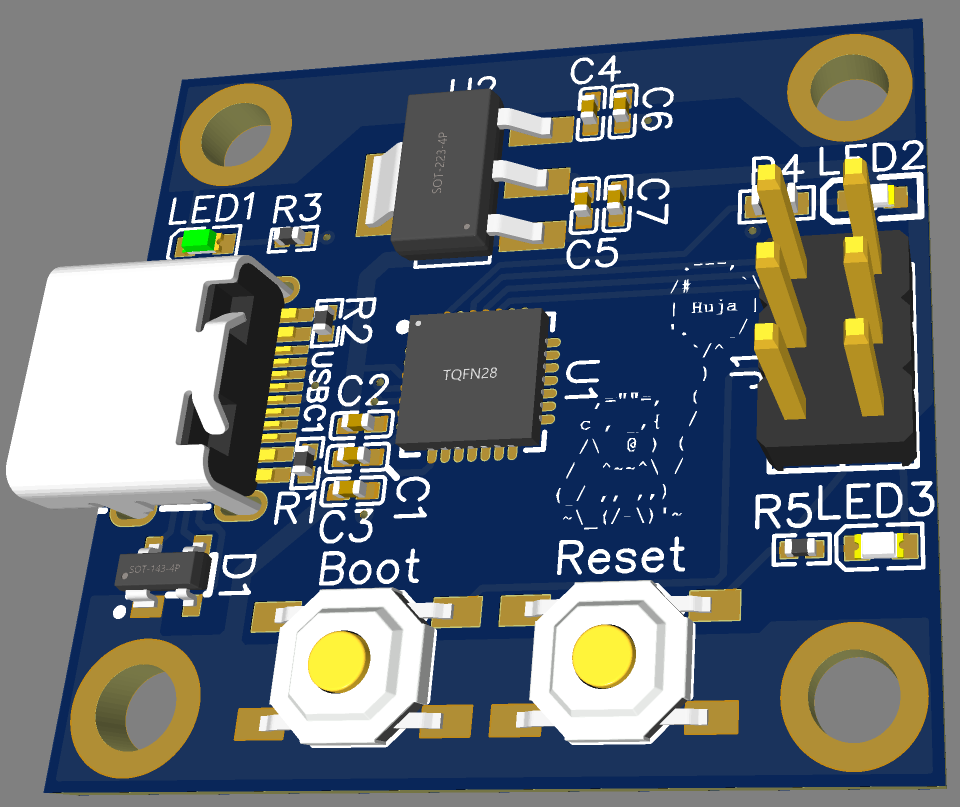 U2
C4
C6
SOT-223-4P
C7
C5
R4
LED2
LED1
R3
Huja
R2
USBC1
TQFN28
U1
C2
C1
C3
R1
R5
LED3
SOT-143-4P
D1
Boot
Reset